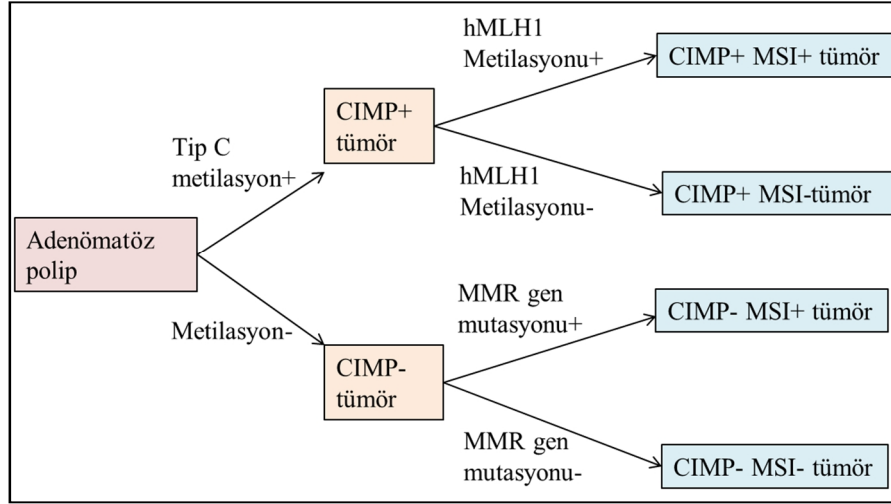 hMLH1
Metilasyonu+
CIMP+ MSI+ tümör
CIMP+
tümör
Tip C
metilasyon+
hMLH1
Metilasyonu-
CIMP+ MSI-tümör
Adenömatöz
polip
MMR gen
mutasyonu+
CIMP- MSI+ tümör
Metilasyon-
CIMP-
tümör
MMR gen
mutasyonu-
CIMP- MSI- tümör